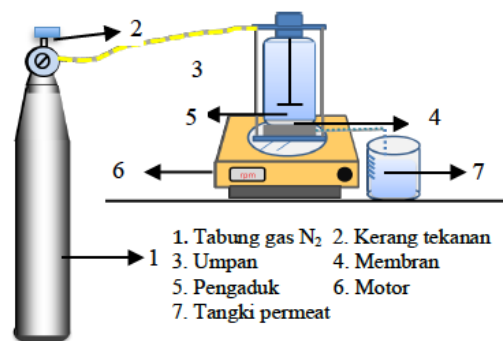 2
3
5
4
6
rpm
7
1
1. Tabung gas N₂ 2. Kerang tekanan
3. Umpan 4. Membran
5. Pengaduk 6. Motor
7. Tangki permeat